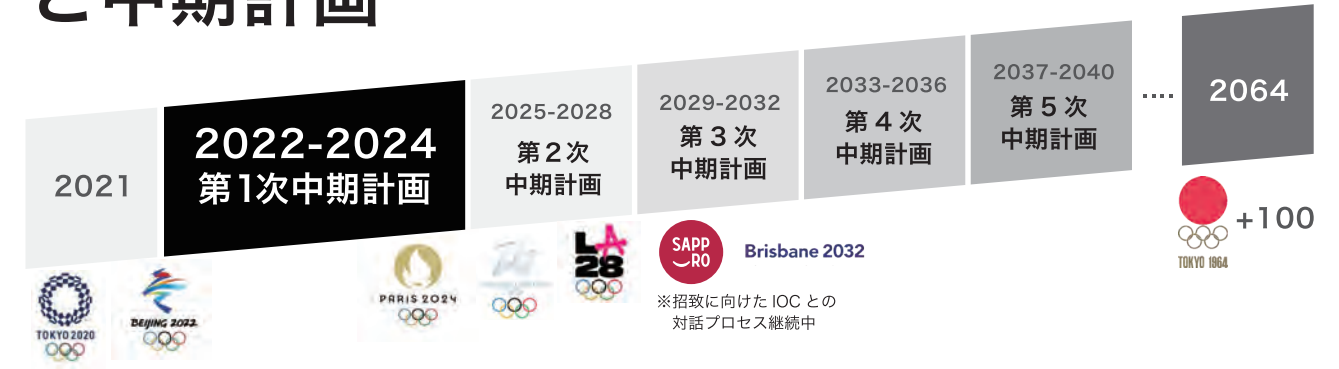 と中期計画
2021
2022-2024
第1次中期計画
2025-2028
第2次
中期計画
2029-2032
第3次
中期計画
2033-2036
第4次
中期計画
2037-2040
第5次
中期計画
····
2064
TOKYO 2020
BEIJING 2022
PARIS 2024
LA
28
SAPP
RO
Brisbane 2032
※招致に向けた IOC との
対話プロセス継続中
+100
TOKYO 1964